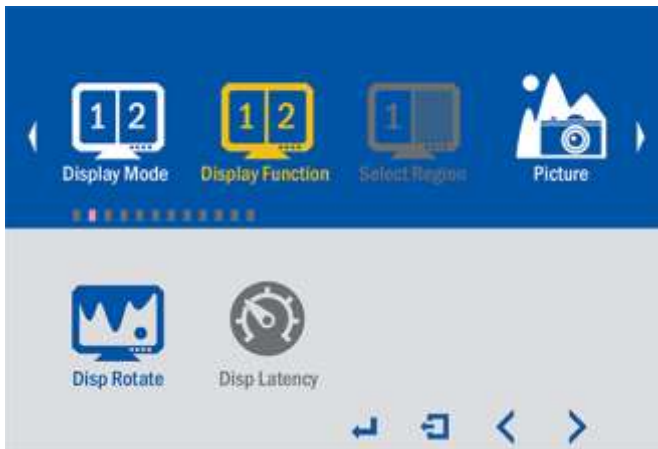 1 2
1 2
1
Display Mode
Display Function
Select Region
Picture
Disp Rotate
Disp Latency